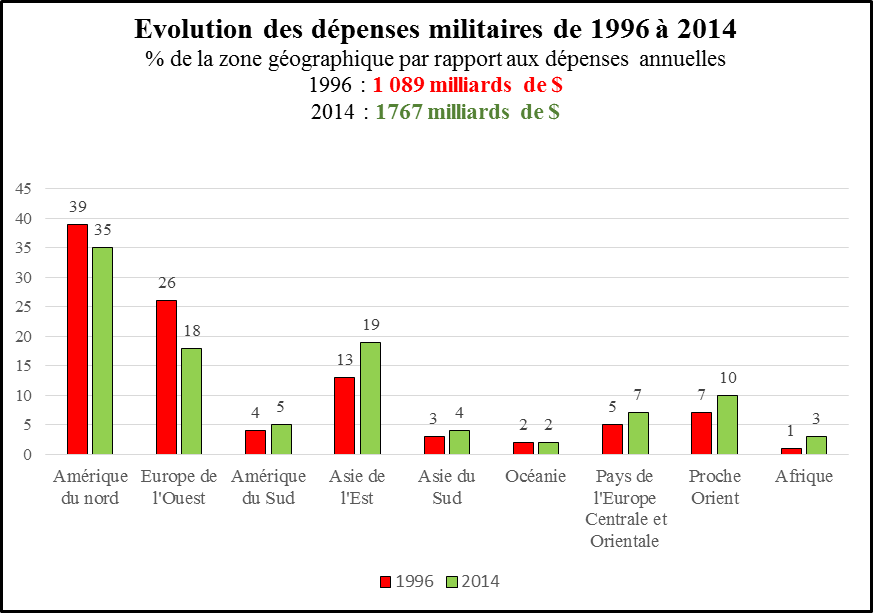 Evolution des dépenses militaires de 1996 à 2014
% de la zone géographique par rapport aux dépenses annuelles
1996 : 1 089 milliards de $
2014 : 1767 milliards de $
45
40
35
30
25
20
15
10
5
0
39
35
26
18
4
5
13
19
3
4
2
2
5
7
7
10
1
3
Amérique
du nord
Europe de
l'Ouest
Amérique
du Sud
Asie de
l'Est
Asie du
Sud
Océanie
Pays de
l'Europe
Centrale et
Orientale
Proche
Orient
Afrique
1996 2014